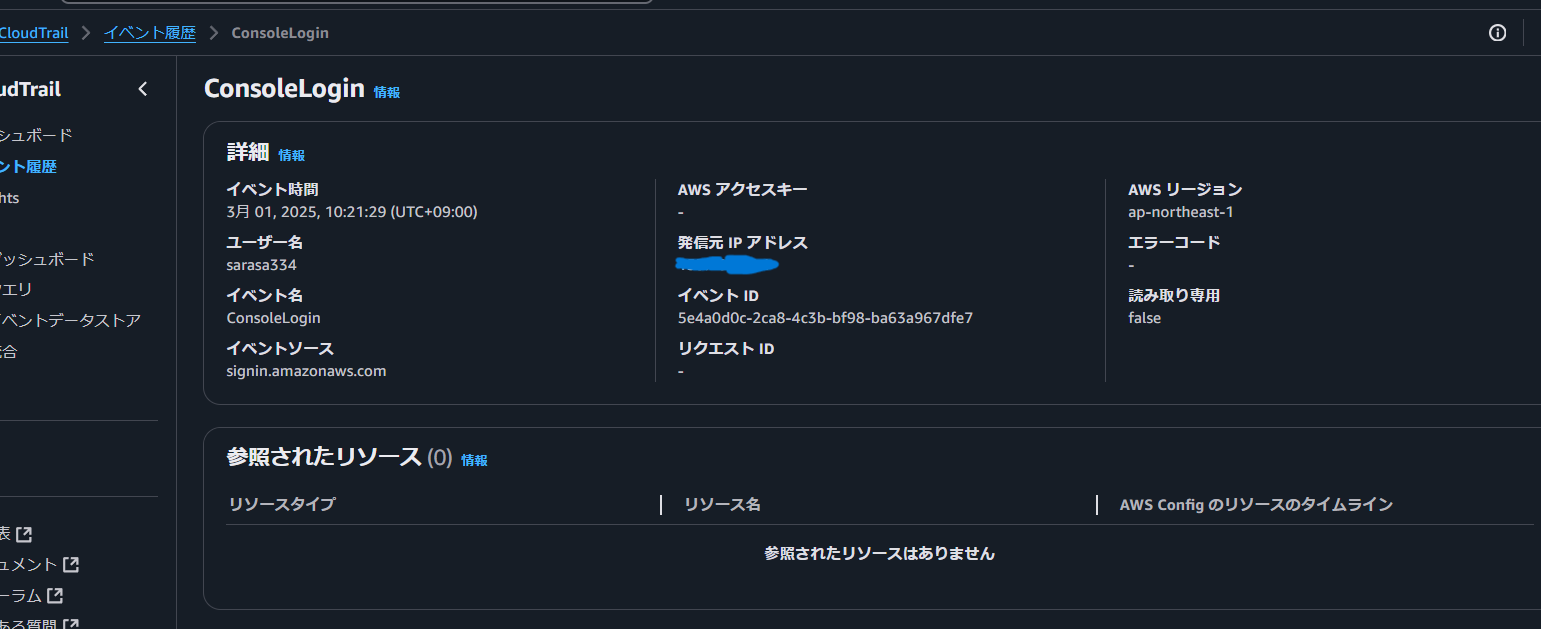 CloudTrail > イベント履歴 > ConsoleLogin
udTrail
シュボード
ント履歴
hts
ッシュボード
エリ
ベントデータストア
合
表
ュメント
ーラム
ある質問
ConsoleLogin 情報
詳細 情報
イベント時間
3月 01, 2025, 10:21:29 (UTC+09:00)
ユーザー名
sarasa334
イベント名
ConsoleLogin
イベントソース
signin.amazonaws.com
AWS アクセスキー
-
発信元 IP アドレス
イベント ID
5e4a0d0c-2ca8-4c3b-bf98-ba63a967dfe7
リクエスト ID
-
AWS リージョン
ap-northeast-1
エラーコード
-
読み取り専用
false
参照されたリソース (0) 情報
リソースタイプ リソース名 AWS Config のリソースのタイムライン
参照されたリソースはありません